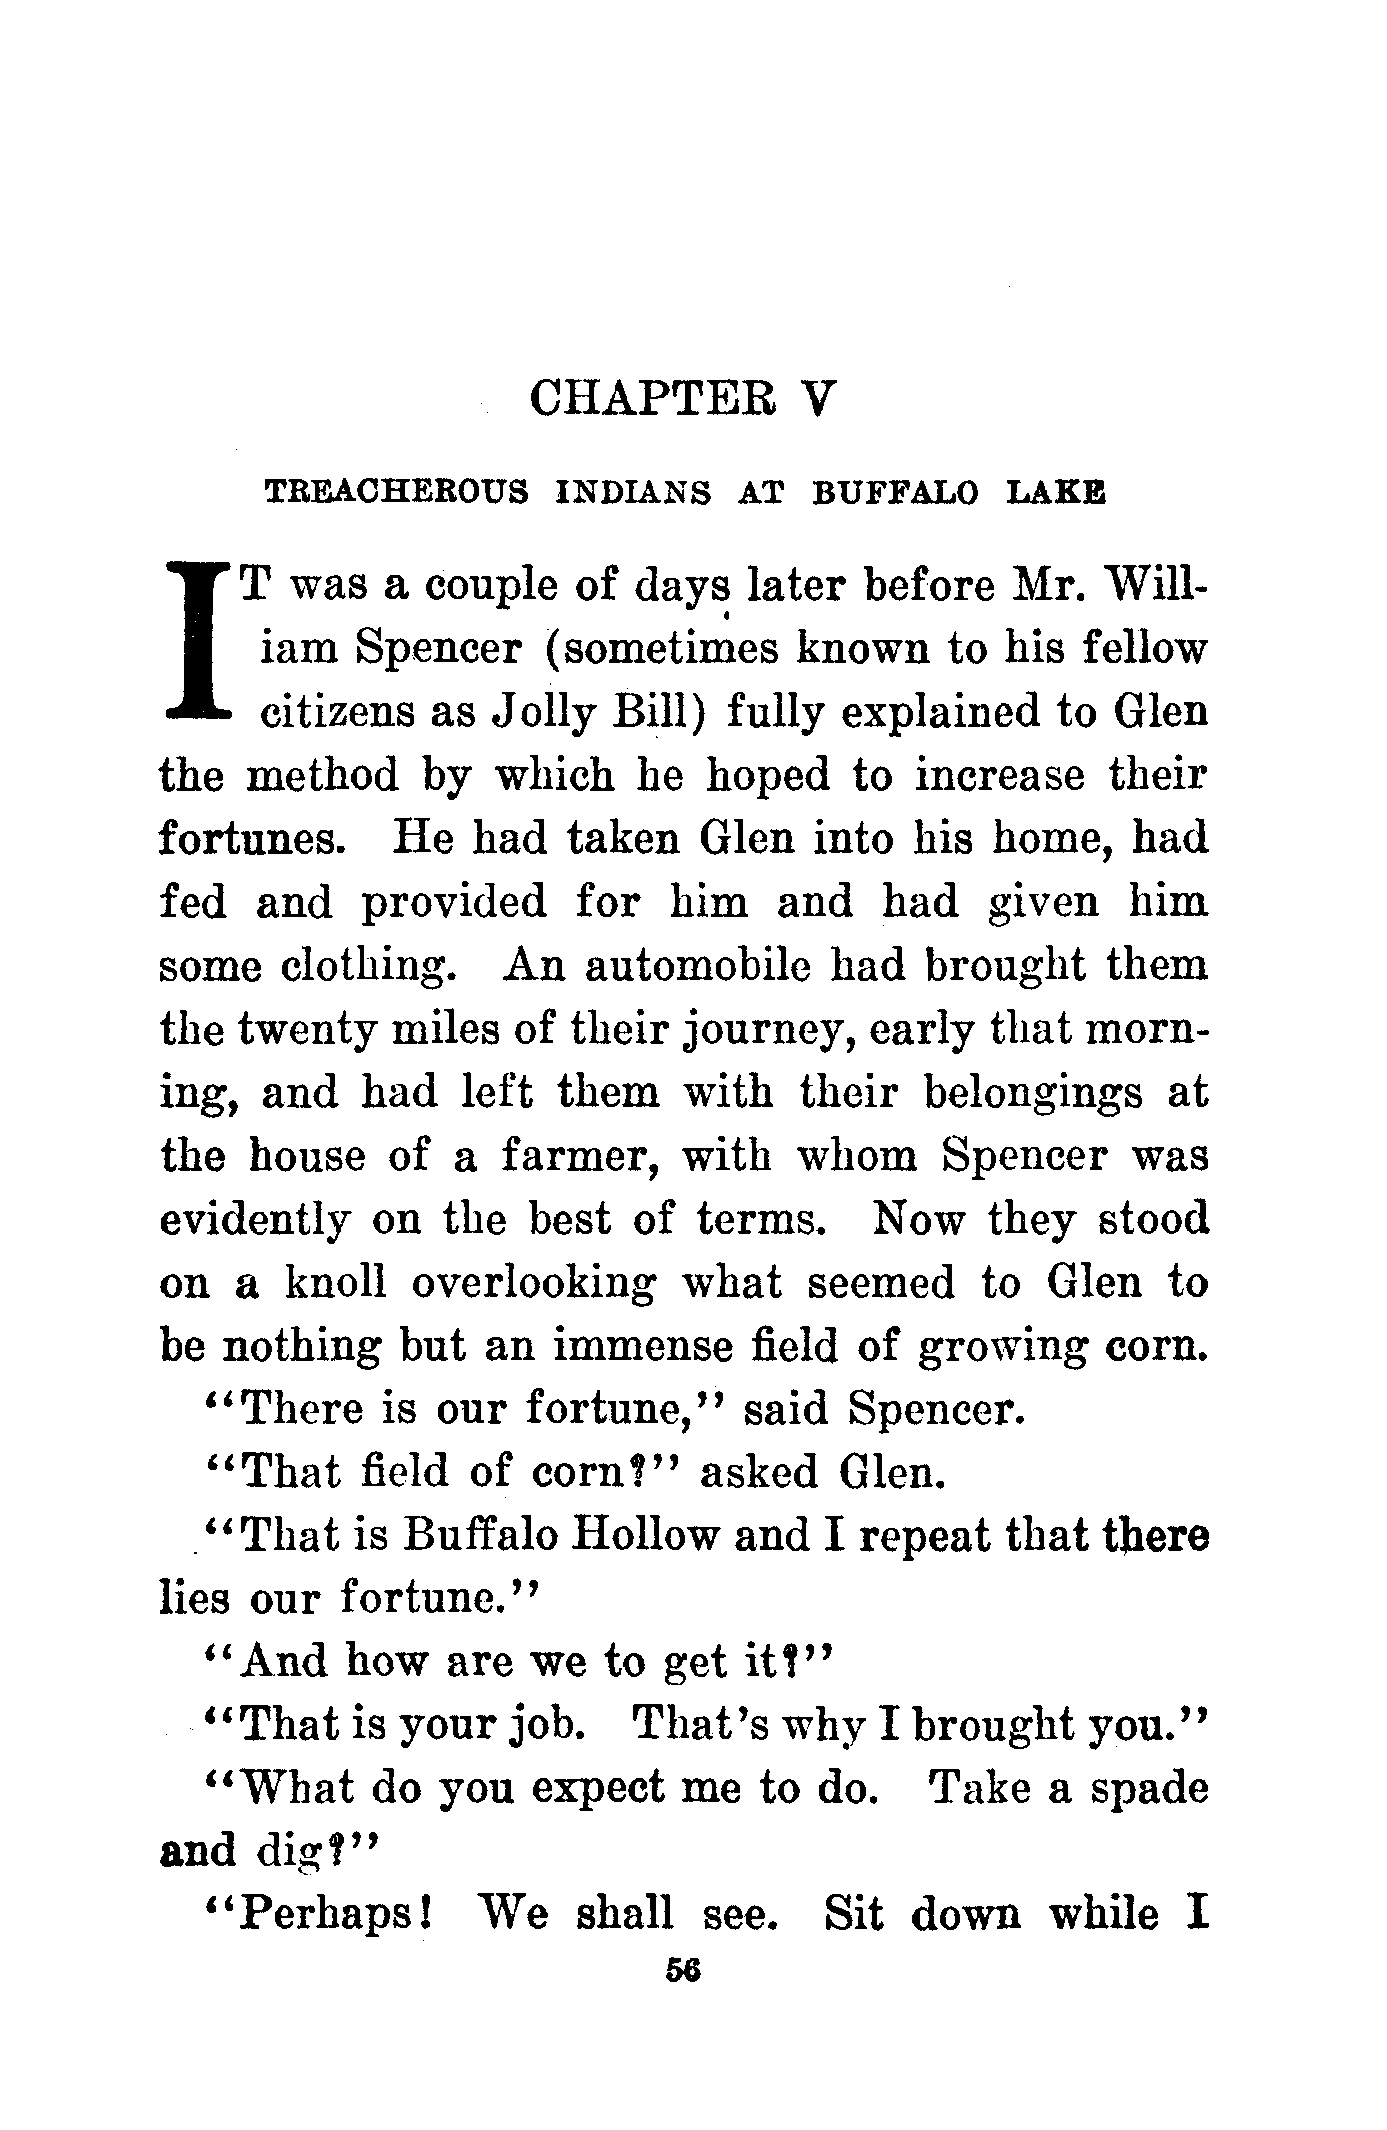 CHAPTER V
TREACHEROUS INDIANS AT BUFFALO LAKE
IT was a couple of days later before Mr. Will-
iam Spencer (sometimes known to his fellow
citizens as Jolly Bill) fully explained to Glen
the method by which he hoped to increase their
fortunes. He had taken Glen into his home, had
fed and provided for him and had given him
some clothing. An automobile had brought them
the twenty miles of their journey, early that morn-
ing, and had left them with their belongings at
the house of a farmer, with whom Spencer was
evidently on the best of terms. Now they stood
on a knoll overlooking what seemed to Glen to
be nothing but an immense field of growing corn.
“There is our fortune,” said Spencer.
“That field of corn?” asked Glen.
“That is Buffalo Hollow and I repeat that there
lies our fortune.”
“And how are we to get it?”
“That is your job. That’s why I brought you.”
“What do you expect me to do. Take a spade
and dig?”
“Perhaps! We shall see. Sit down while I
56